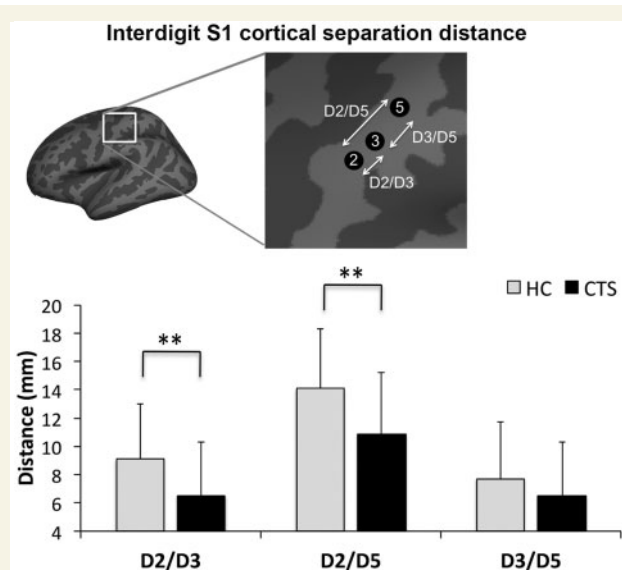 Interdigit S1 cortical separation distance
D2/D5
5
3
D3/D5
2
D2/D3
HC CTS
**
**
20
18
16
14
12
10
8
6
4
Distance (mm)
D2/D3 D2/D5 D3/D5